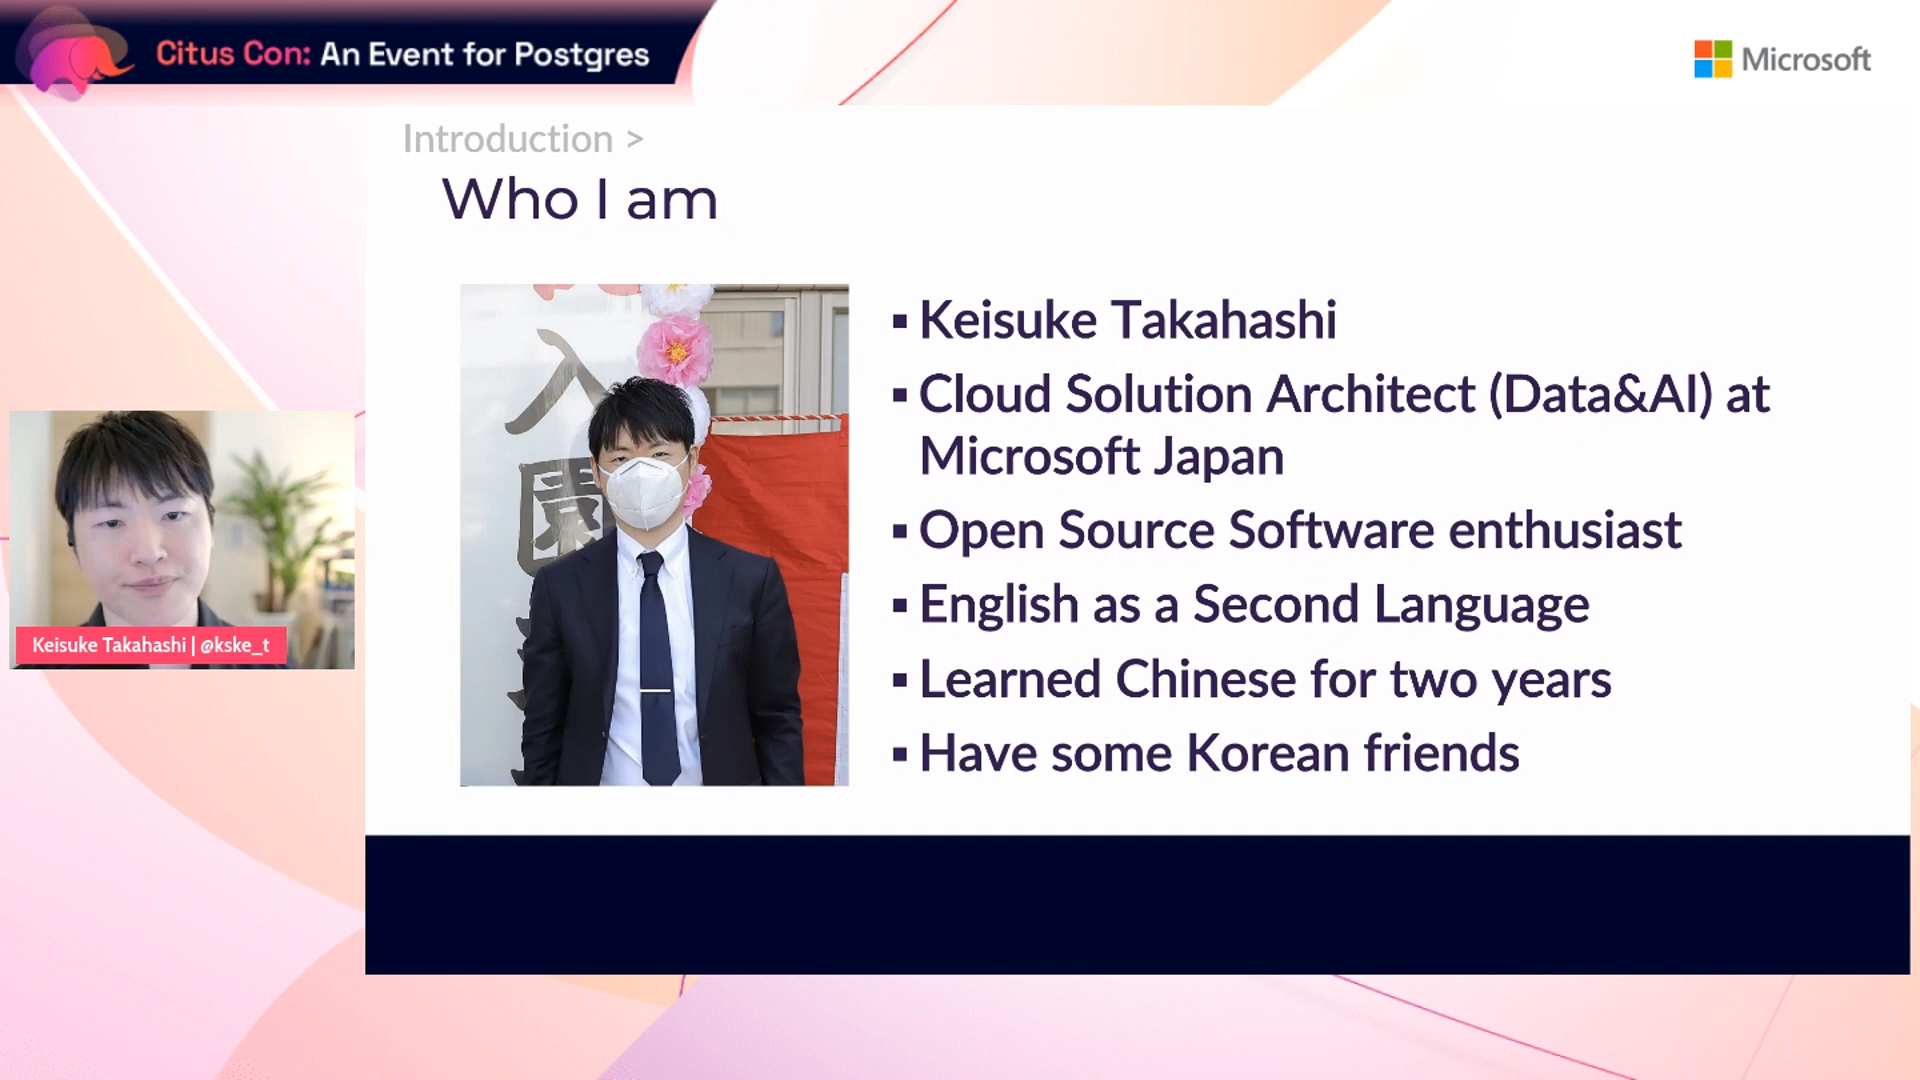 Citus Con: An Event for Postgres
Microsoft
Introduction >
Who I am
入
園
▪ Keisuke Takahashi
▪ Cloud Solution Architect (Data&AI) at
Microsoft Japan
▪ Open Source Software enthusiast
▪ English as a Second Language
▪ Learned Chinese for two years
▪ Have some Korean friends
Keisuke Takahashi | @kske_t